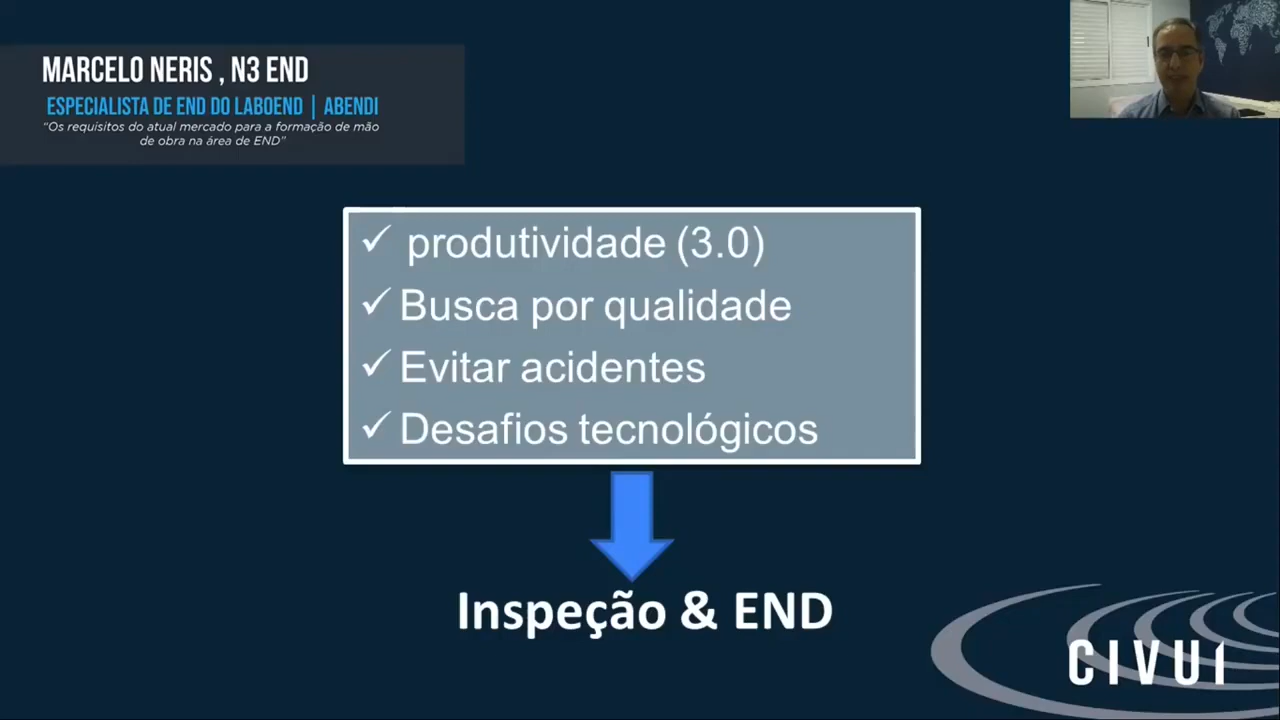 MARCELO NERIS , N3 END
ESPECIALISTA DE END DO LABOEND | ABENDI
“Os requisitos do atual mercado para a formação de mão
de obra na área de END”
✓ produtividade (3.0)
✓ Busca por qualidade
✓ Evitar acidentes
✓ Desafios tecnológicos
Inspeção & END
CIVUI